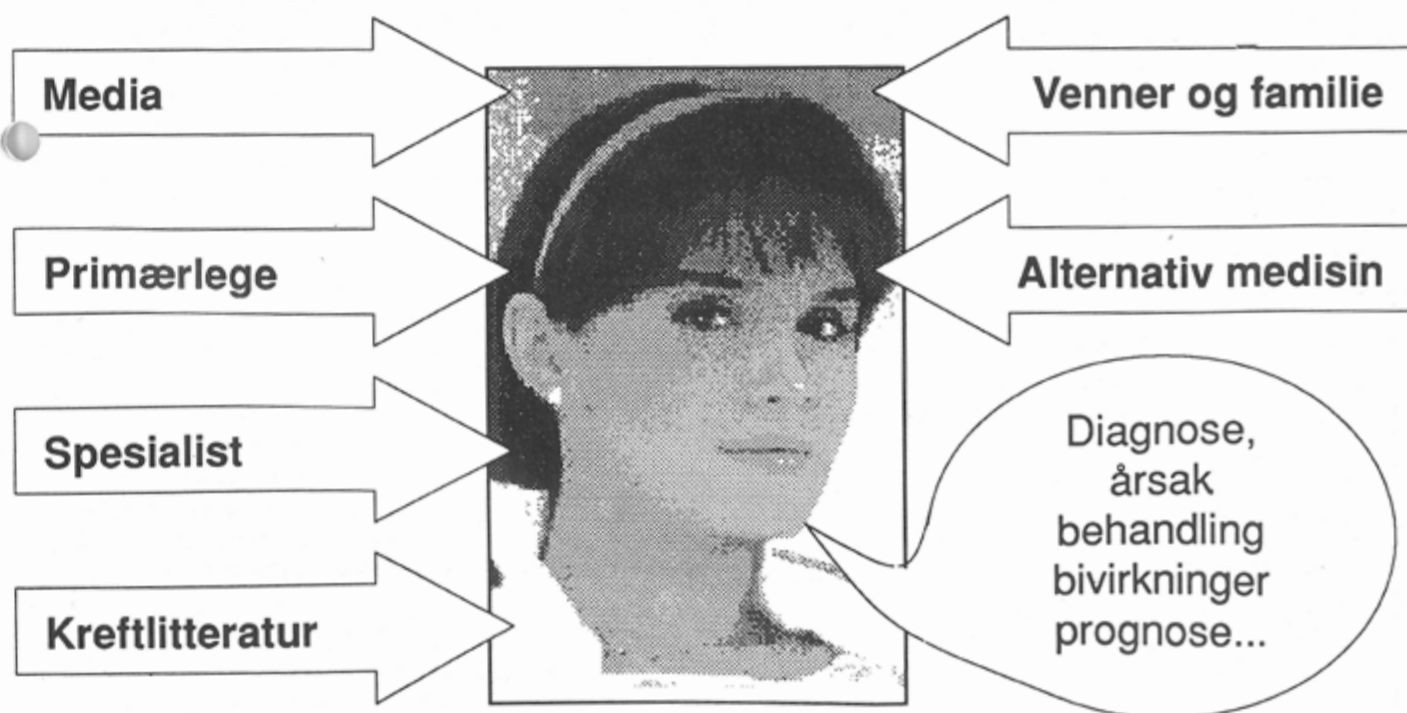 Media
Primærlege
Spesialist
Kreftlitteratur
Venner og familie
Alternativ medisin
Diagnose,
årsak
behandling
bivirkninger
prognose...